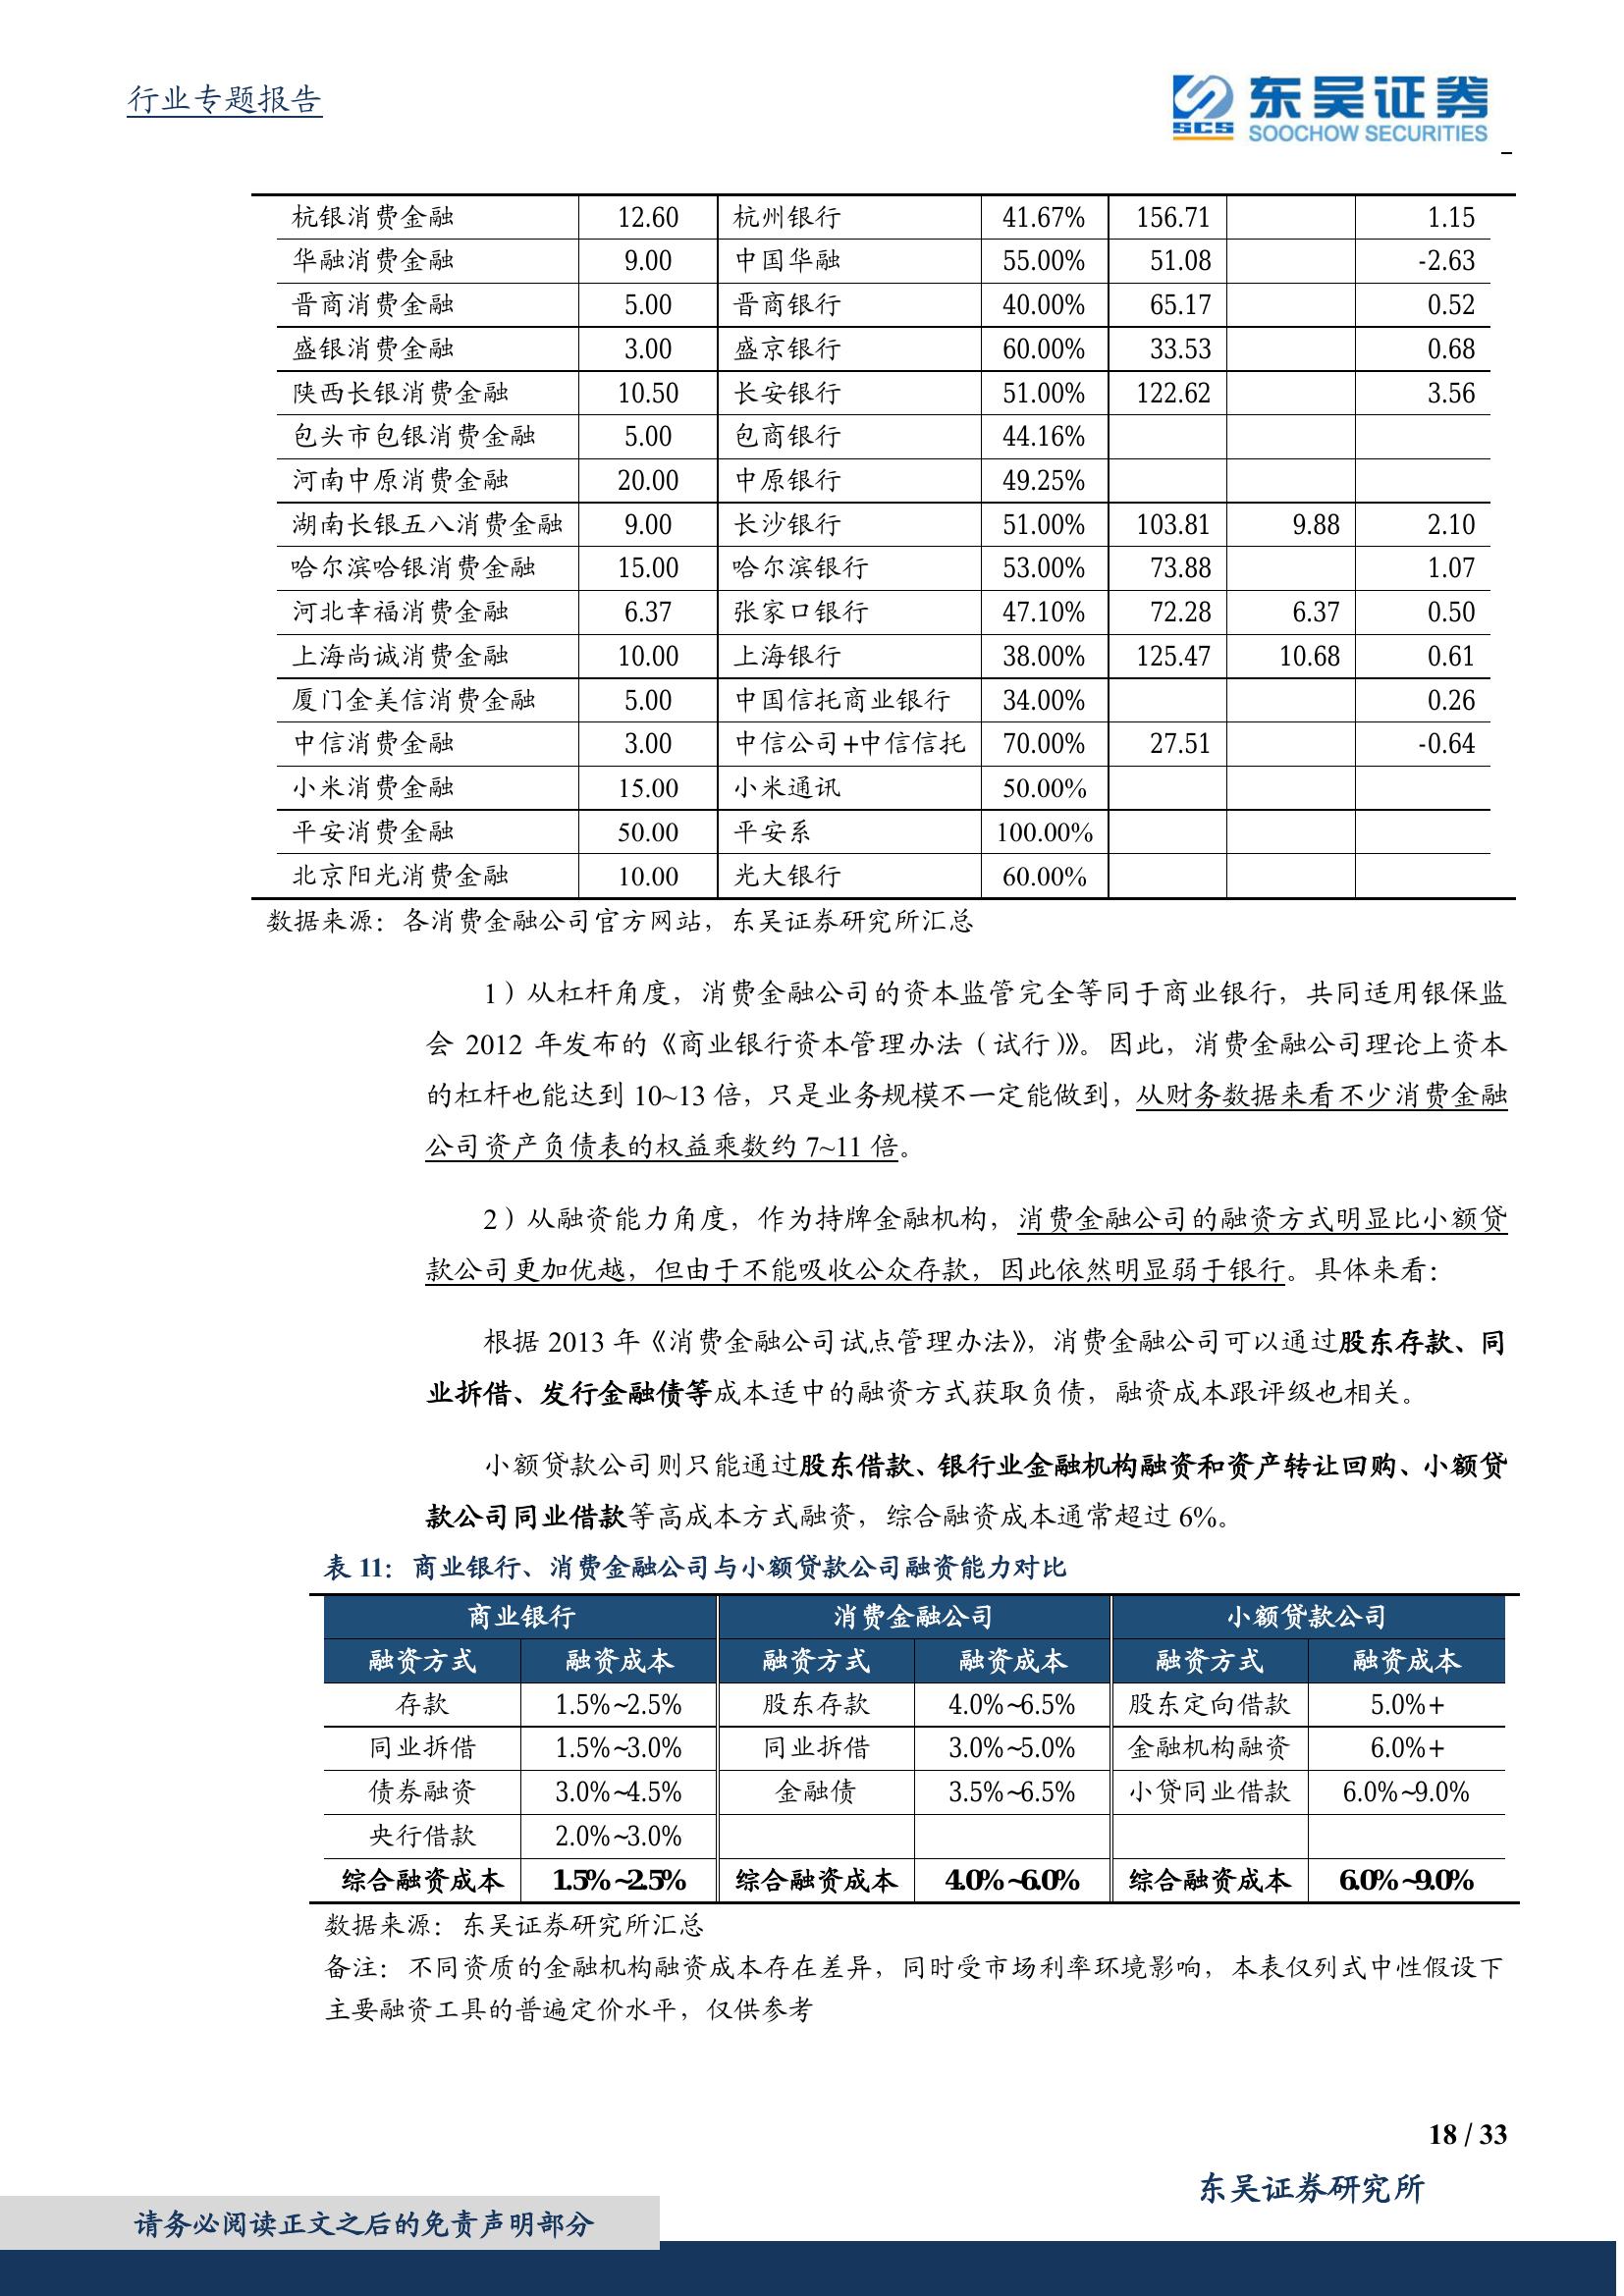 行业专题报告
SCS
东吴证券
SOOCHOW SECURITIES
杭银消费金融 12.60 杭州银行 41.67% 156.71 1.15
华融消费金融 9.00 中国华融 55.00% 51.08 -2.63
晋商消费金融 5.00 晋商银行 40.00% 65.17 0.52
盛银消费金融 3.00 盛京银行 60.00% 33.53 0.68
陕西长银消费金融 10.50 长安银行 51.00% 122.62 3.56
包头市包银消费金融 5.00 包商银行 44.16%
河南中原消费金融 20.00 中原银行 49.25%
湖南长银五八消费金融 9.00 长沙银行 51.00% 103.81 9.88 2.10
哈尔滨哈银消费金融 15.00 哈尔滨银行 53.00% 73.88 1.07
河北幸福消费金融 6.37 张家口银行 47.10% 72.28 6.37 0.50
上海尚诚消费金融 10.00 上海银行 38.00% 125.47 10.68 0.61
厦门金美信消费金融 5.00 中国信托商业银行 34.00% 0.26
中信消费金融 3.00 中信公司+中信信托 70.00% 27.51 -0.64
小米消费金融 15.00 小米通讯 50.00%
平安消费金融 50.00 平安系 100.00%
北京阳光消费金融 10.00 光大银行 60.00%
数据来源：各消费金融公司官方网站，东吴证券研究所汇总
1）从杠杆角度，消费金融公司的资本监管完全等同于商业银行，共同适用银保监
会 2012 年发布的《商业银行资本管理办法（试行）》。因此，消费金融公司理论上资本
的杠杆也能达到 10~13 倍，只是业务规模不一定能做到，从财务数据来看不少消费金融
公司资产负债表的权益乘数约 7~11 倍。
2）从融资能力角度，作为持牌金融机构，消费金融公司的融资方式明显比小额贷
款公司更加优越，但由于不能吸收公众存款，因此依然明显弱于银行。具体来看：
根据 2013 年《消费金融公司试点管理办法》，消费金融公司可以通过股东存款、同
业拆借、发行金融债等成本适中的融资方式获取负债，融资成本跟评级也相关。
小额贷款公司则只能通过股东借款、银行业金融机构融资和资产转让回购、小额贷
款公司同业借款等高成本方式融资，综合融资成本通常超过 6%。
表 11：商业银行、消费金融公司与小额贷款公司融资能力对比
商业银行 消费金融公司 小额贷款公司
融资方式 融资成本 融资方式 融资成本 融资方式 融资成本
存款 1.5%~2.5% 股东存款 4.0%~6.5% 股东定向借款 5.0%+
同业拆借 1.5%~3.0% 同业拆借 3.0%~5.0% 金融机构融资 6.0%+
债券融资 3.0%~4.5% 金融债 3.5%~6.5% 小贷同业借款 6.0%~9.0%
央行借款 2.0%~3.0%
综合融资成本 1.5%~2.5% 综合融资成本 4.0%~6.0% 综合融资成本 6.0%~9.0%
数据来源：东吴证券研究所汇总
备注：不同资质的金融机构融资成本存在差异，同时受市场利率环境影响，本表仅列式中性假设下
主要融资工具的普遍定价水平，仅供参考
18 / 33
东吴证券研究所
请务必阅读正文之后的免责声明部分